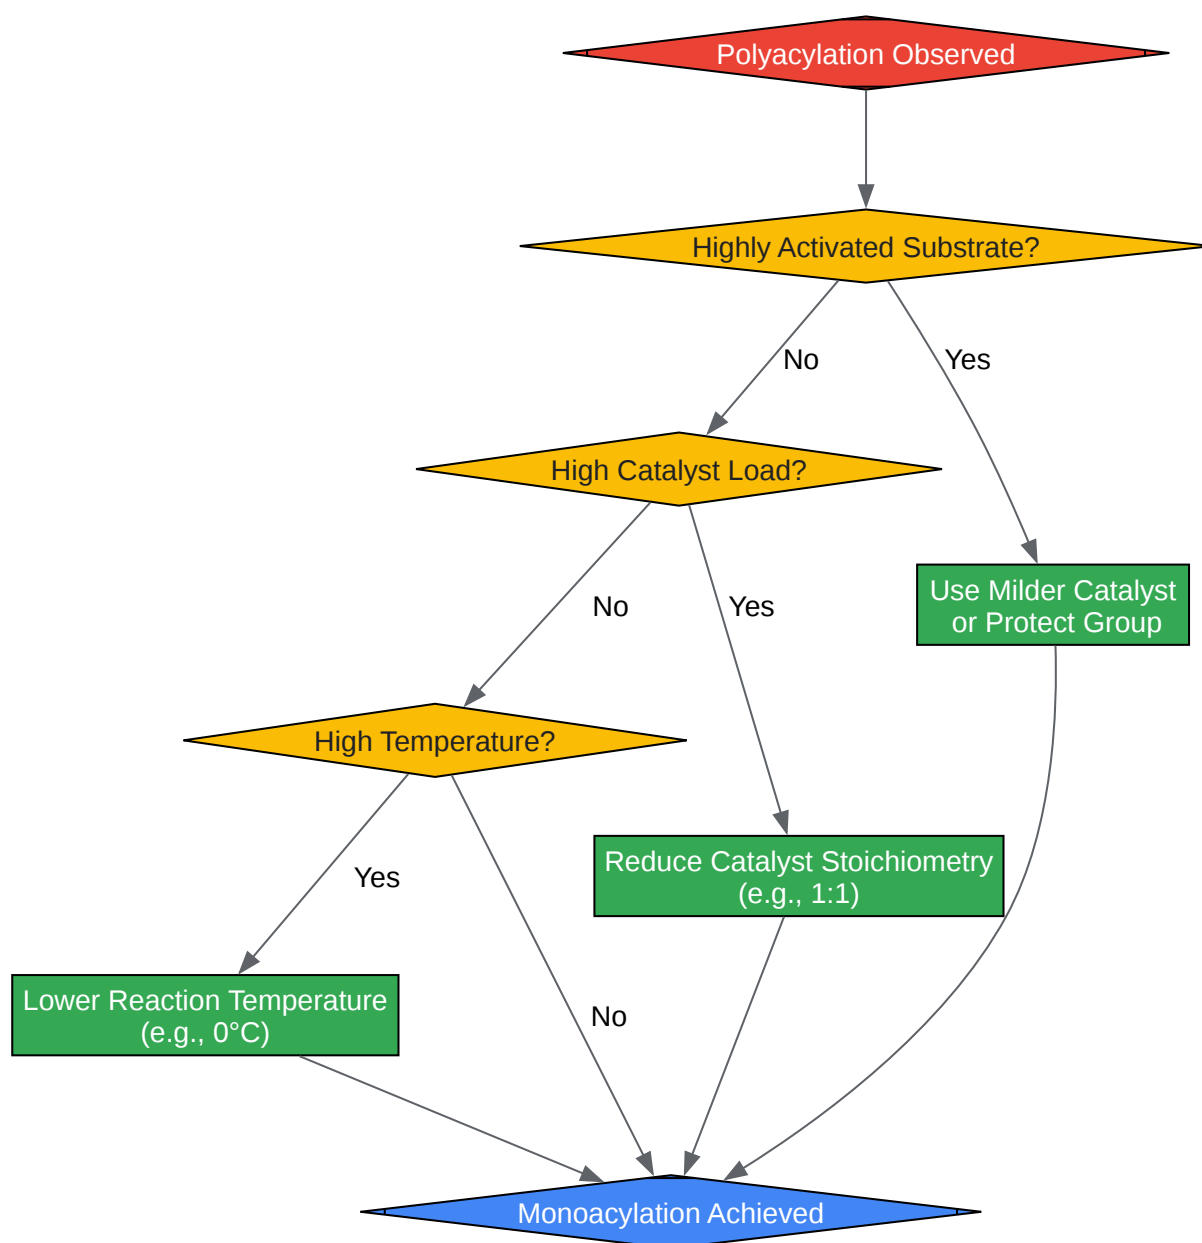 Polyacylation Observed
Highly Activated Substrate?
No
Yes
High Catalyst Load?
No
Yes
Use Milder Catalyst
or Protect Group
High Temperature?
Yes
No
Reduce Catalyst Stoichiometry
(e.g., 1:1)
Lower Reaction Temperature
(e.g., 0°C)
Monoacylation Achieved